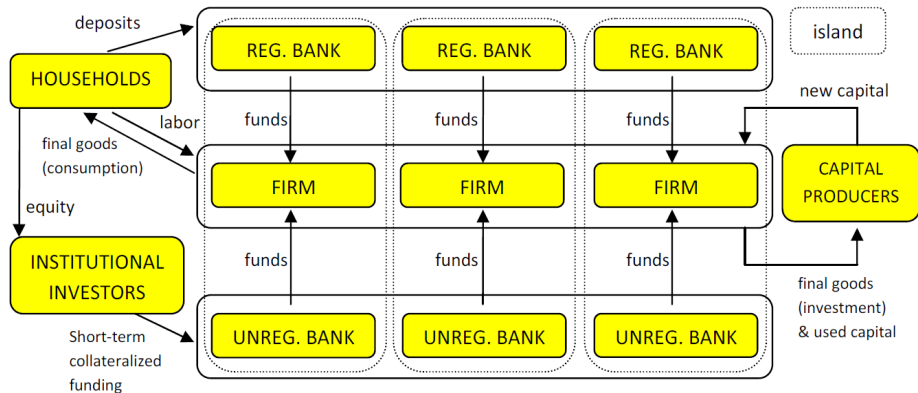 deposits
REG. BANK
REG. BANK
REG. BANK
island
HOUSEHOLDS
new capital
labor
funds
funds
funds
final goods
(consumption)
FIRM
FIRM
FIRM
CAPITAL
PRODUCERS
equity
INSTITUTIONAL
INVESTORS
funds
funds
funds
final goods
(investment)
& used capital
Short-term
collateralized
funding
UNREG. BANK
UNREG. BANK
UNREG. BANK